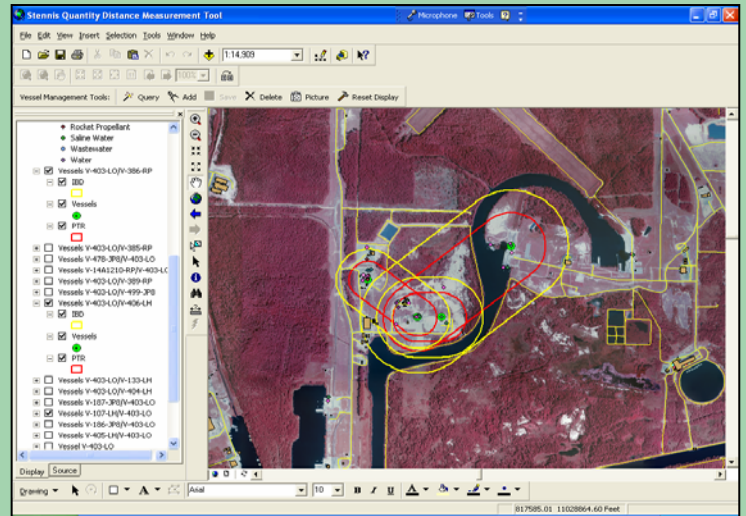 Stennis Quantity Distance Measurement Tool
Microphone Tools
File Edit View Insert Selection Tools Window Help
1:14,909
100%
Vessel Management Tools: Query Add Save Delete Picture Reset Display
Rocket Propellant
Saline Water
Wastewater
Water
Vessels V-403-LO/V-386-RP
IBD
Vessels
PTR
Vessels V-403-LO/V-385-RP
Vessels V-478-JP8/V-403-LO
Vessels V-14A1210-RP/V-403-LO
Vessels V-403-LO/V-389-RP
Vessels V-403-LO/V-499-JP8
Vessels V-403-LO/V-406-LH
IBD
Vessels
PTR
Vessels V-403-LO/V-133-LH
Vessels V-403-LO/V-404-LH
Vessels V-187-JP8/V-403-LO
Vessels V-107-LH/V-403-LO
Vessels V-186-JP8/V-403-LO
Vessels V-405-LH/V-403-LO
Vessel V-403-LO
Display Source
Drawing A Arial 10 B I U A
817585.01 11028864.60 Feet